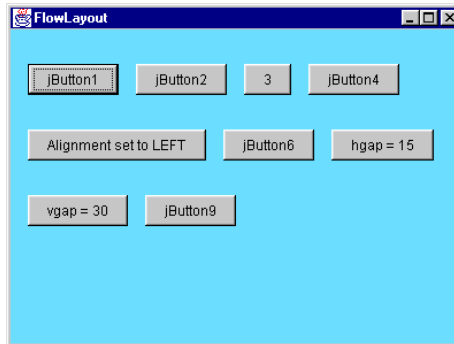 FlowLayout
jButton1 jButton2 3 jButton4
Alignment set to LEFT jButton6 hgap = 15
vgap = 30 jButton9